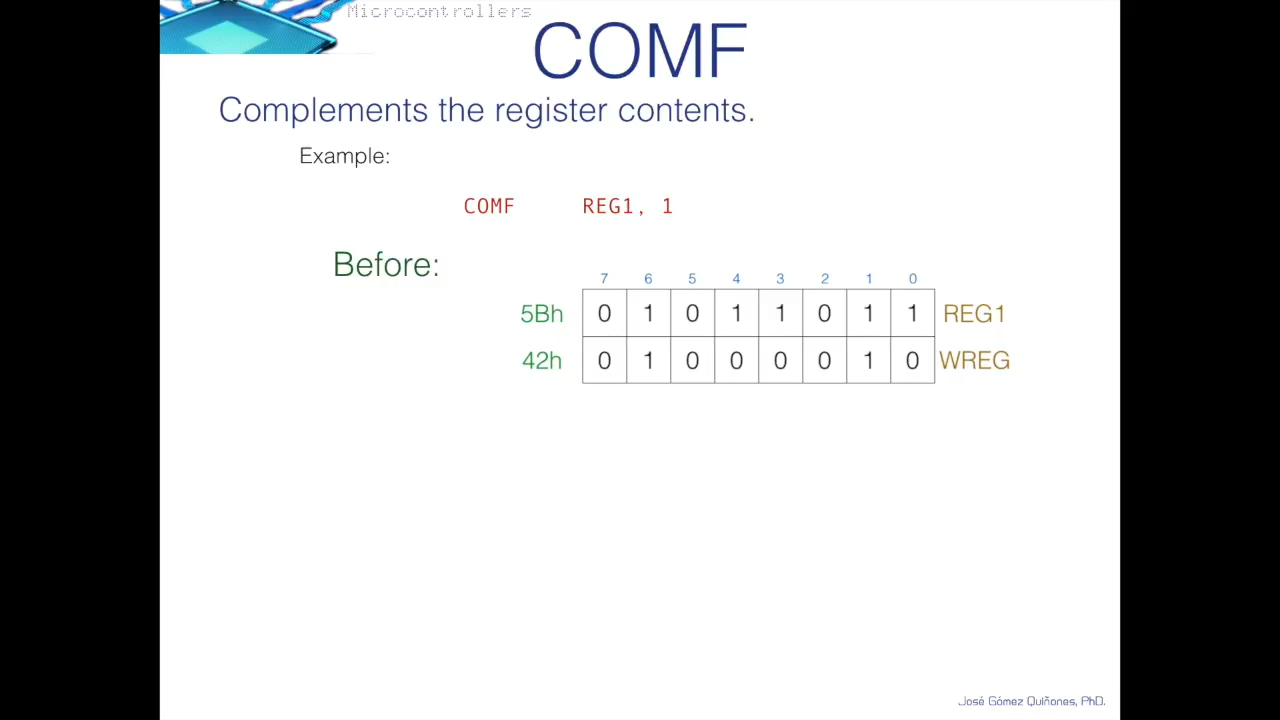 Microcontrollers
COMF
Complements the register contents.
Example:
COMF REG1, 1
Before:
7 6 5 4 3 2 1 0
5Bh 0 1 0 1 1 0 1 1 REG1
42h 0 1 0 0 0 0 1 0 WREG
José Gómez Quiñones, PhD.